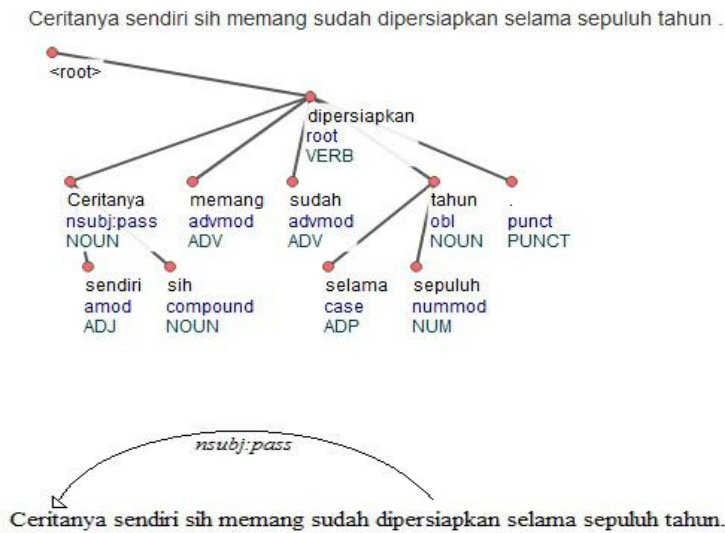 Ceritanya sendiri sih memang sudah dipersiapkan selama sepuluh tahun .
<root>
dipersiapkan
root
VERB
Ceritanya memang sudah tahun .
nsubj:pass advmod advmod obl punct
NOUN ADV ADV NOUN PUNCT
sendiri sih selama sepuluh
amod compound case nummod
ADJ NOUN ADP NUM
nsubj:pass
Ceritanya sendiri sih memang sudah dipersiapkan selama sepuluh tahun.